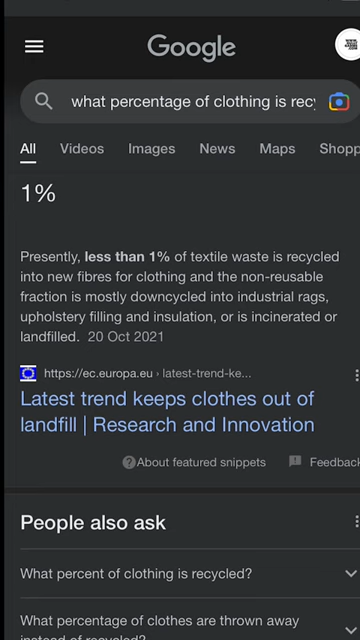 Google
what percentage of clothing is recy
All Videos Images News Maps Shopp
1%
Presently, less than 1% of textile waste is recycled
into new fibres for clothing and the non-reusable
fraction is mostly downcycled into industrial rags,
upholstery filling and insulation, or is incinerated or
landfilled. 20 Oct 2021
https://ec.europa.eu › latest-trend-ke...
Latest trend keeps clothes out of
landfill | Research and Innovation
About featured snippets Feedback
People also ask
What percent of clothing is recycled?
What percentage of clothes are thrown away
instead of recycled?